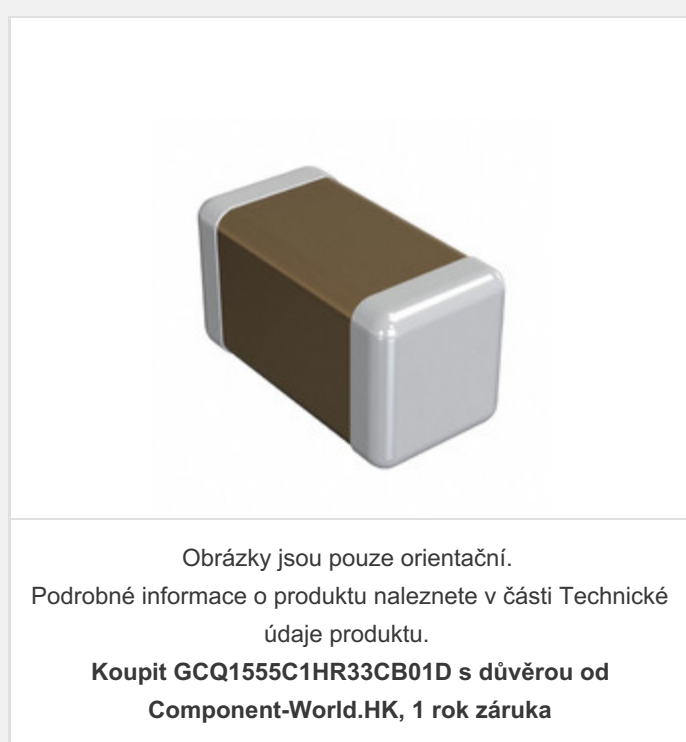 Obrázky jsou pouze orientační.
Podrobné informace o produktu naleznete v části Technické
údaje produktu.
Koupit GCQ1555C1HR33CB01D s důvěrou od
Component-World.HK, 1 rok záruka